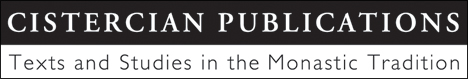 CISTERCIAN PUBLICATIONS
Texts and Studies in the Monastic Tradition